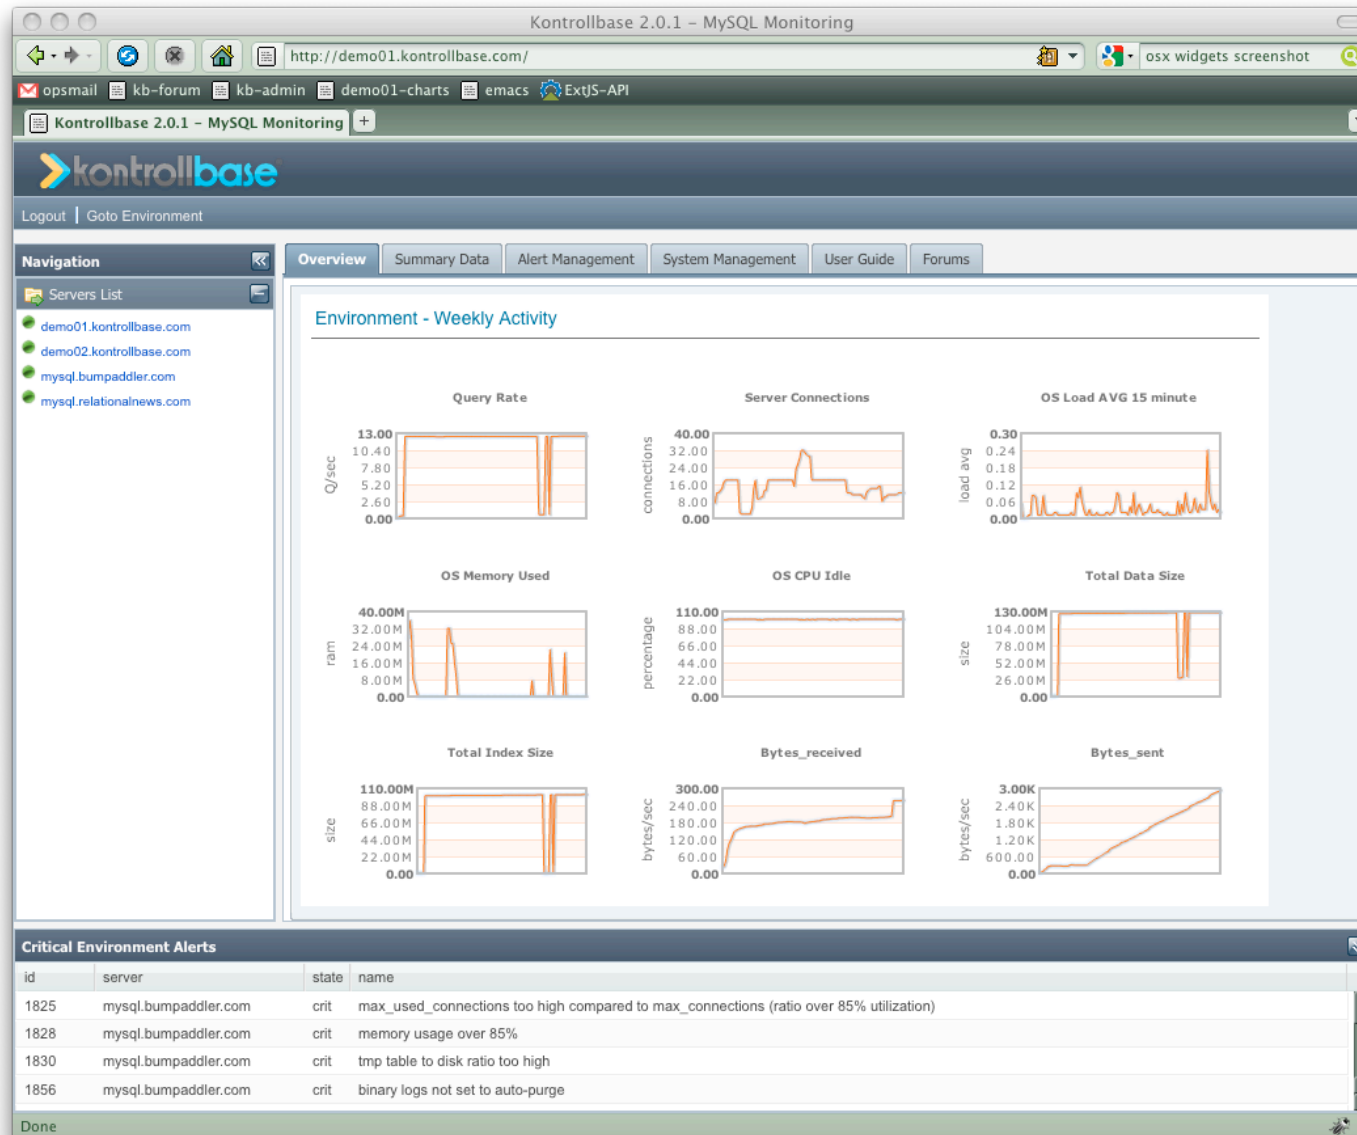 Kontrollbase 2.0.1 – MySQL Monitoring
http://demo01.kontrollbase.com/
osx widgets screenshot
opsmail kb-forum kb-admin demo01-charts emacs ExtJS-API
Kontrollbase 2.0.1 – MySQL Monitoring +
kontrollbase
Logout | Goto Environment
Navigation
Servers List
demo01.kontrollbase.com
demo02.kontrollbase.com
mysql.bumpaddler.com
mysql.relationalnews.com
Overview Summary Data Alert Management System Management User Guide Forums
Environment - Weekly Activity
Query Rate
Q/sec
13.00
10.40
7.80
5.20
2.60
0.00
Server Connections
connections
40.00
32.00
24.00
16.00
8.00
0.00
OS Load AVG 15 minute
load avg
0.30
0.24
0.18
0.12
0.06
0.00
OS Memory Used
ram
40.00M
32.00M
24.00M
16.00M
8.00M
0.00
OS CPU Idle
percentage
110.00
88.00
66.00
44.00
22.00
0.00
Total Data Size
size
130.00M
104.00M
78.00M
52.00M
26.00M
0.00
Total Index Size
size
110.00M
88.00M
66.00M
44.00M
22.00M
0.00
Bytes_received
bytes/sec
300.00
240.00
180.00
120.00
60.00
0.00
Bytes_sent
bytes/sec
3.00K
2.40K
1.80K
1.20K
600.00
0.00
Critical Environment Alerts
id server state name
1825 mysql.bumpaddler.com crit max_used_connections too high compared to max_connections (ratio over 85% utilization)
1828 mysql.bumpaddler.com crit memory usage over 85%
1830 mysql.bumpaddler.com crit tmp table to disk ratio too high
1856 mysql.bumpaddler.com crit binary logs not set to auto-purge
Done